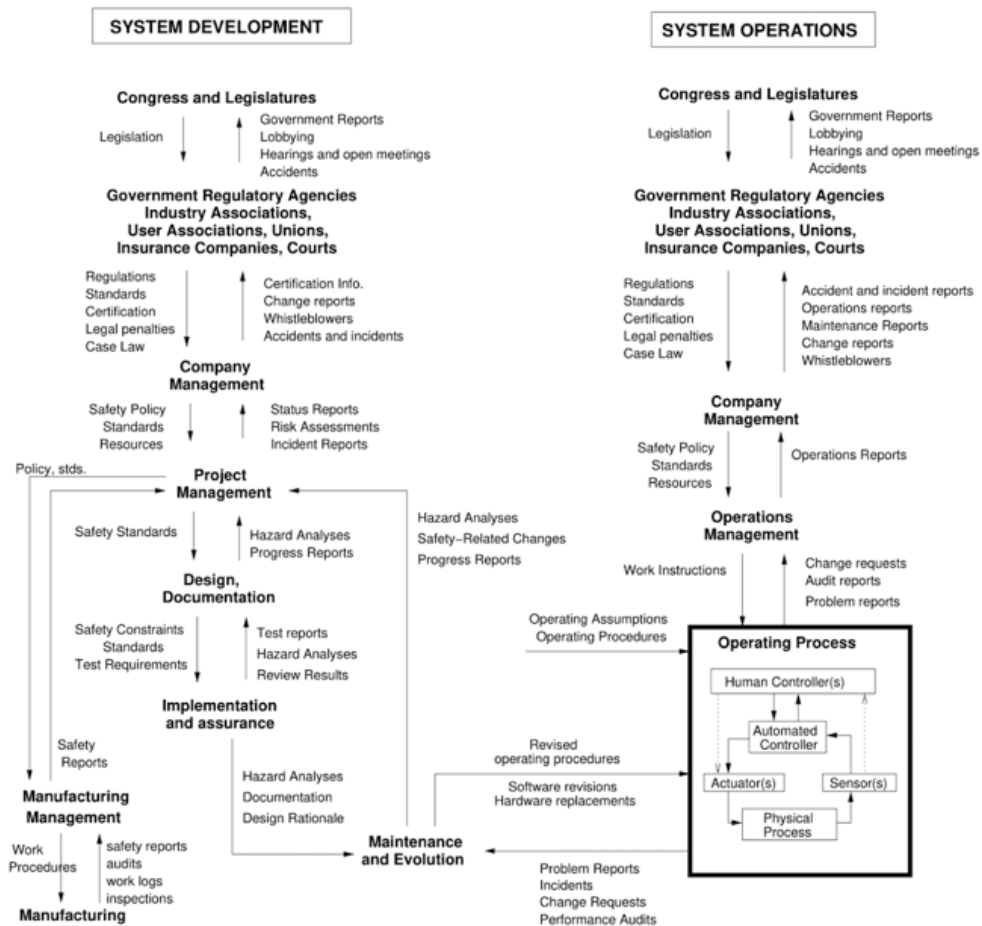 SYSTEM DEVELOPMENT
Congress and Legislatures
Legislation
Government Reports
Lobbying
Hearings and open meetings
Accidents
Government Regulatory Agencies
Industry Associations,
User Associations, Unions,
Insurance Companies, Courts
Regulations
Standards
Certification
Legal penalties
Case Law
Certification Info.
Change reports
Whistleblowers
Accidents and incidents
Company
Management
Safety Policy
Standards
Resources
Status Reports
Risk Assessments
Incident Reports
Policy, stds.
Project
Management
Safety Standards
Hazard Analyses
Progress Reports
Hazard Analyses
Safety-Related Changes
Progress Reports
Design,
Documentation
Safety Constraints
Standards
Test Requirements
Test reports
Hazard Analyses
Review Results
Implementation
and assurance
Safety
Reports
Hazard Analyses
Documentation
Design Rationale
Manufacturing
Management
Work
Procedures
safety reports
audits
work logs
inspections
Manufacturing
Maintenance
and Evolution
SYSTEM OPERATIONS
Congress and Legislatures
Legislation
Government Reports
Lobbying
Hearings and open meetings
Accidents
Government Regulatory Agencies
Industry Associations,
User Associations, Unions,
Insurance Companies, Courts
Regulations
Standards
Certification
Legal penalties
Case Law
Accident and incident reports
Operations reports
Maintenance Reports
Change reports
Whistleblowers
Company
Management
Safety Policy
Standards
Resources
Operations Reports
Operations
Management
Work Instructions
Change requests
Audit reports
Problem reports
Operating Assumptions
Operating Procedures
Operating Process
Human Controller(s)
Automated
Controller
Actuator(s)
Sensor(s)
Physical
Process
Revised
operating procedures
Software revisions
Hardware replacements
Problem Reports
Incidents
Change Requests
Performance Audits